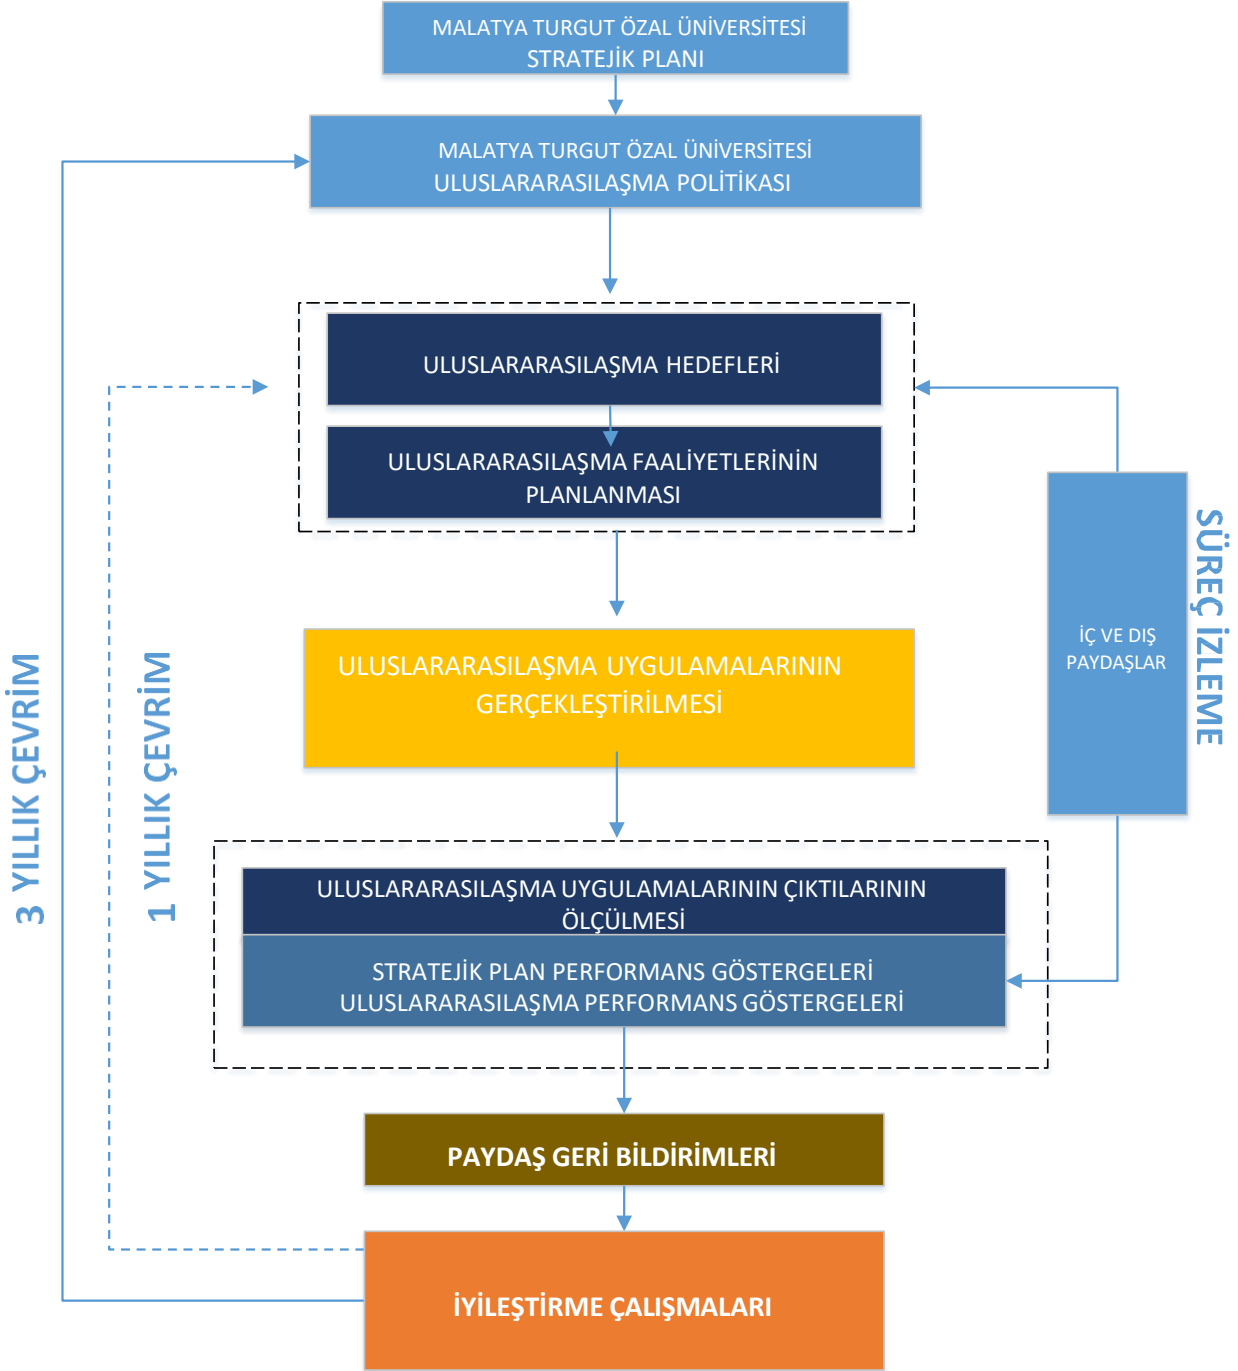 MALATYA TURGUT ÖZAL ÜNİVERSİTESİ
STRATEJİK PLANI
MALATYA TURGUT ÖZAL ÜNİVERSİTESİ
ULUSLARARASILAŞMA POLİTİKASI
ULUSLARARASILAŞMA HEDEFLERİ
ULUSLARARASILAŞMA FAALİYETLERİNİN
PLANLANMASI
ULUSLARARASILAŞMA UYGULAMALARININ
GERÇEKLEŞTİRİLMESİ
İÇ VE DIŞ
PAYDAŞLAR
SÜREÇ İZLEME
3 YILLIK ÇEVRİM
1 YILLIK ÇEVRİM
ULUSLARARASILAŞMA UYGULAMALARININ ÇIKTILARININ
ÖLÇÜLMESİ
STRATEJİK PLAN PERFORMANS GÖSTERGELERİ
ULUSLARARASILAŞMA PERFORMANS GÖSTERGELERİ
PAYDAŞ GERİ BİLDİRİMLERİ
İYİLEŞTİRME ÇALIŞMALARI